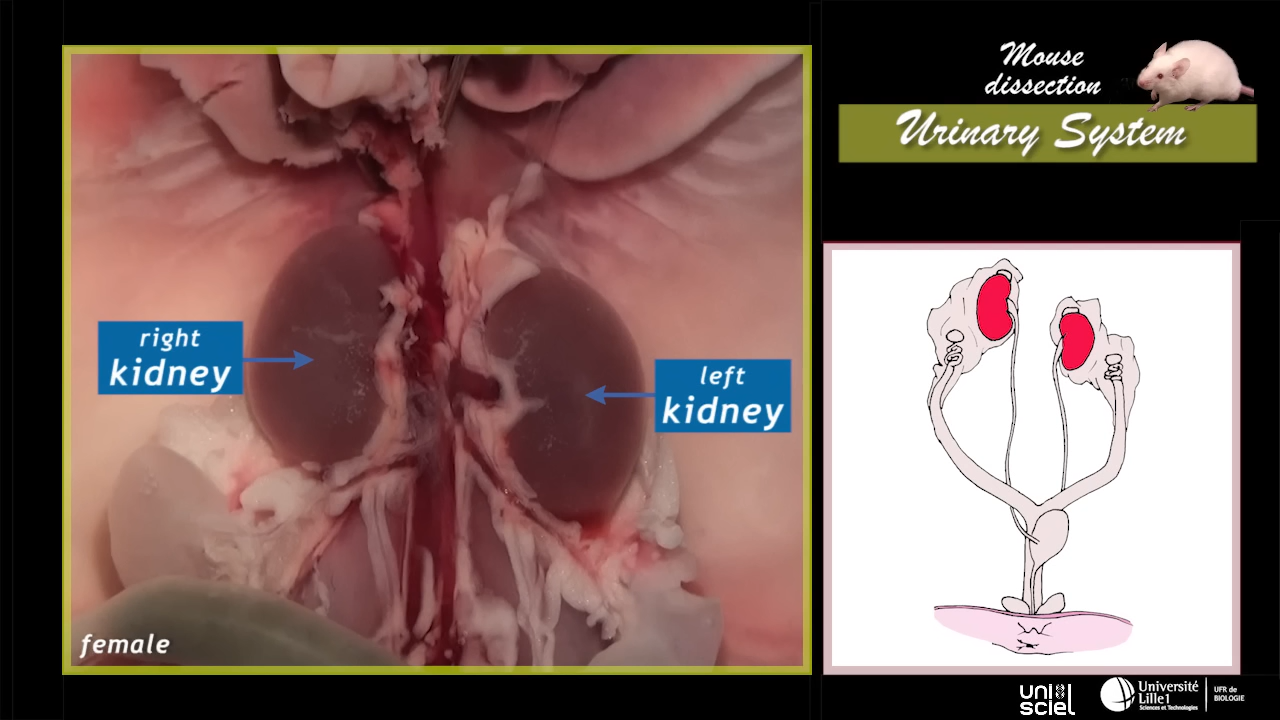 Mouse
dissection
Urinary System
right
kidney
left
kidney
female
uni
sciel
Université
Lille1
Sciences et Technologies
UFR de
BIOLOGIE